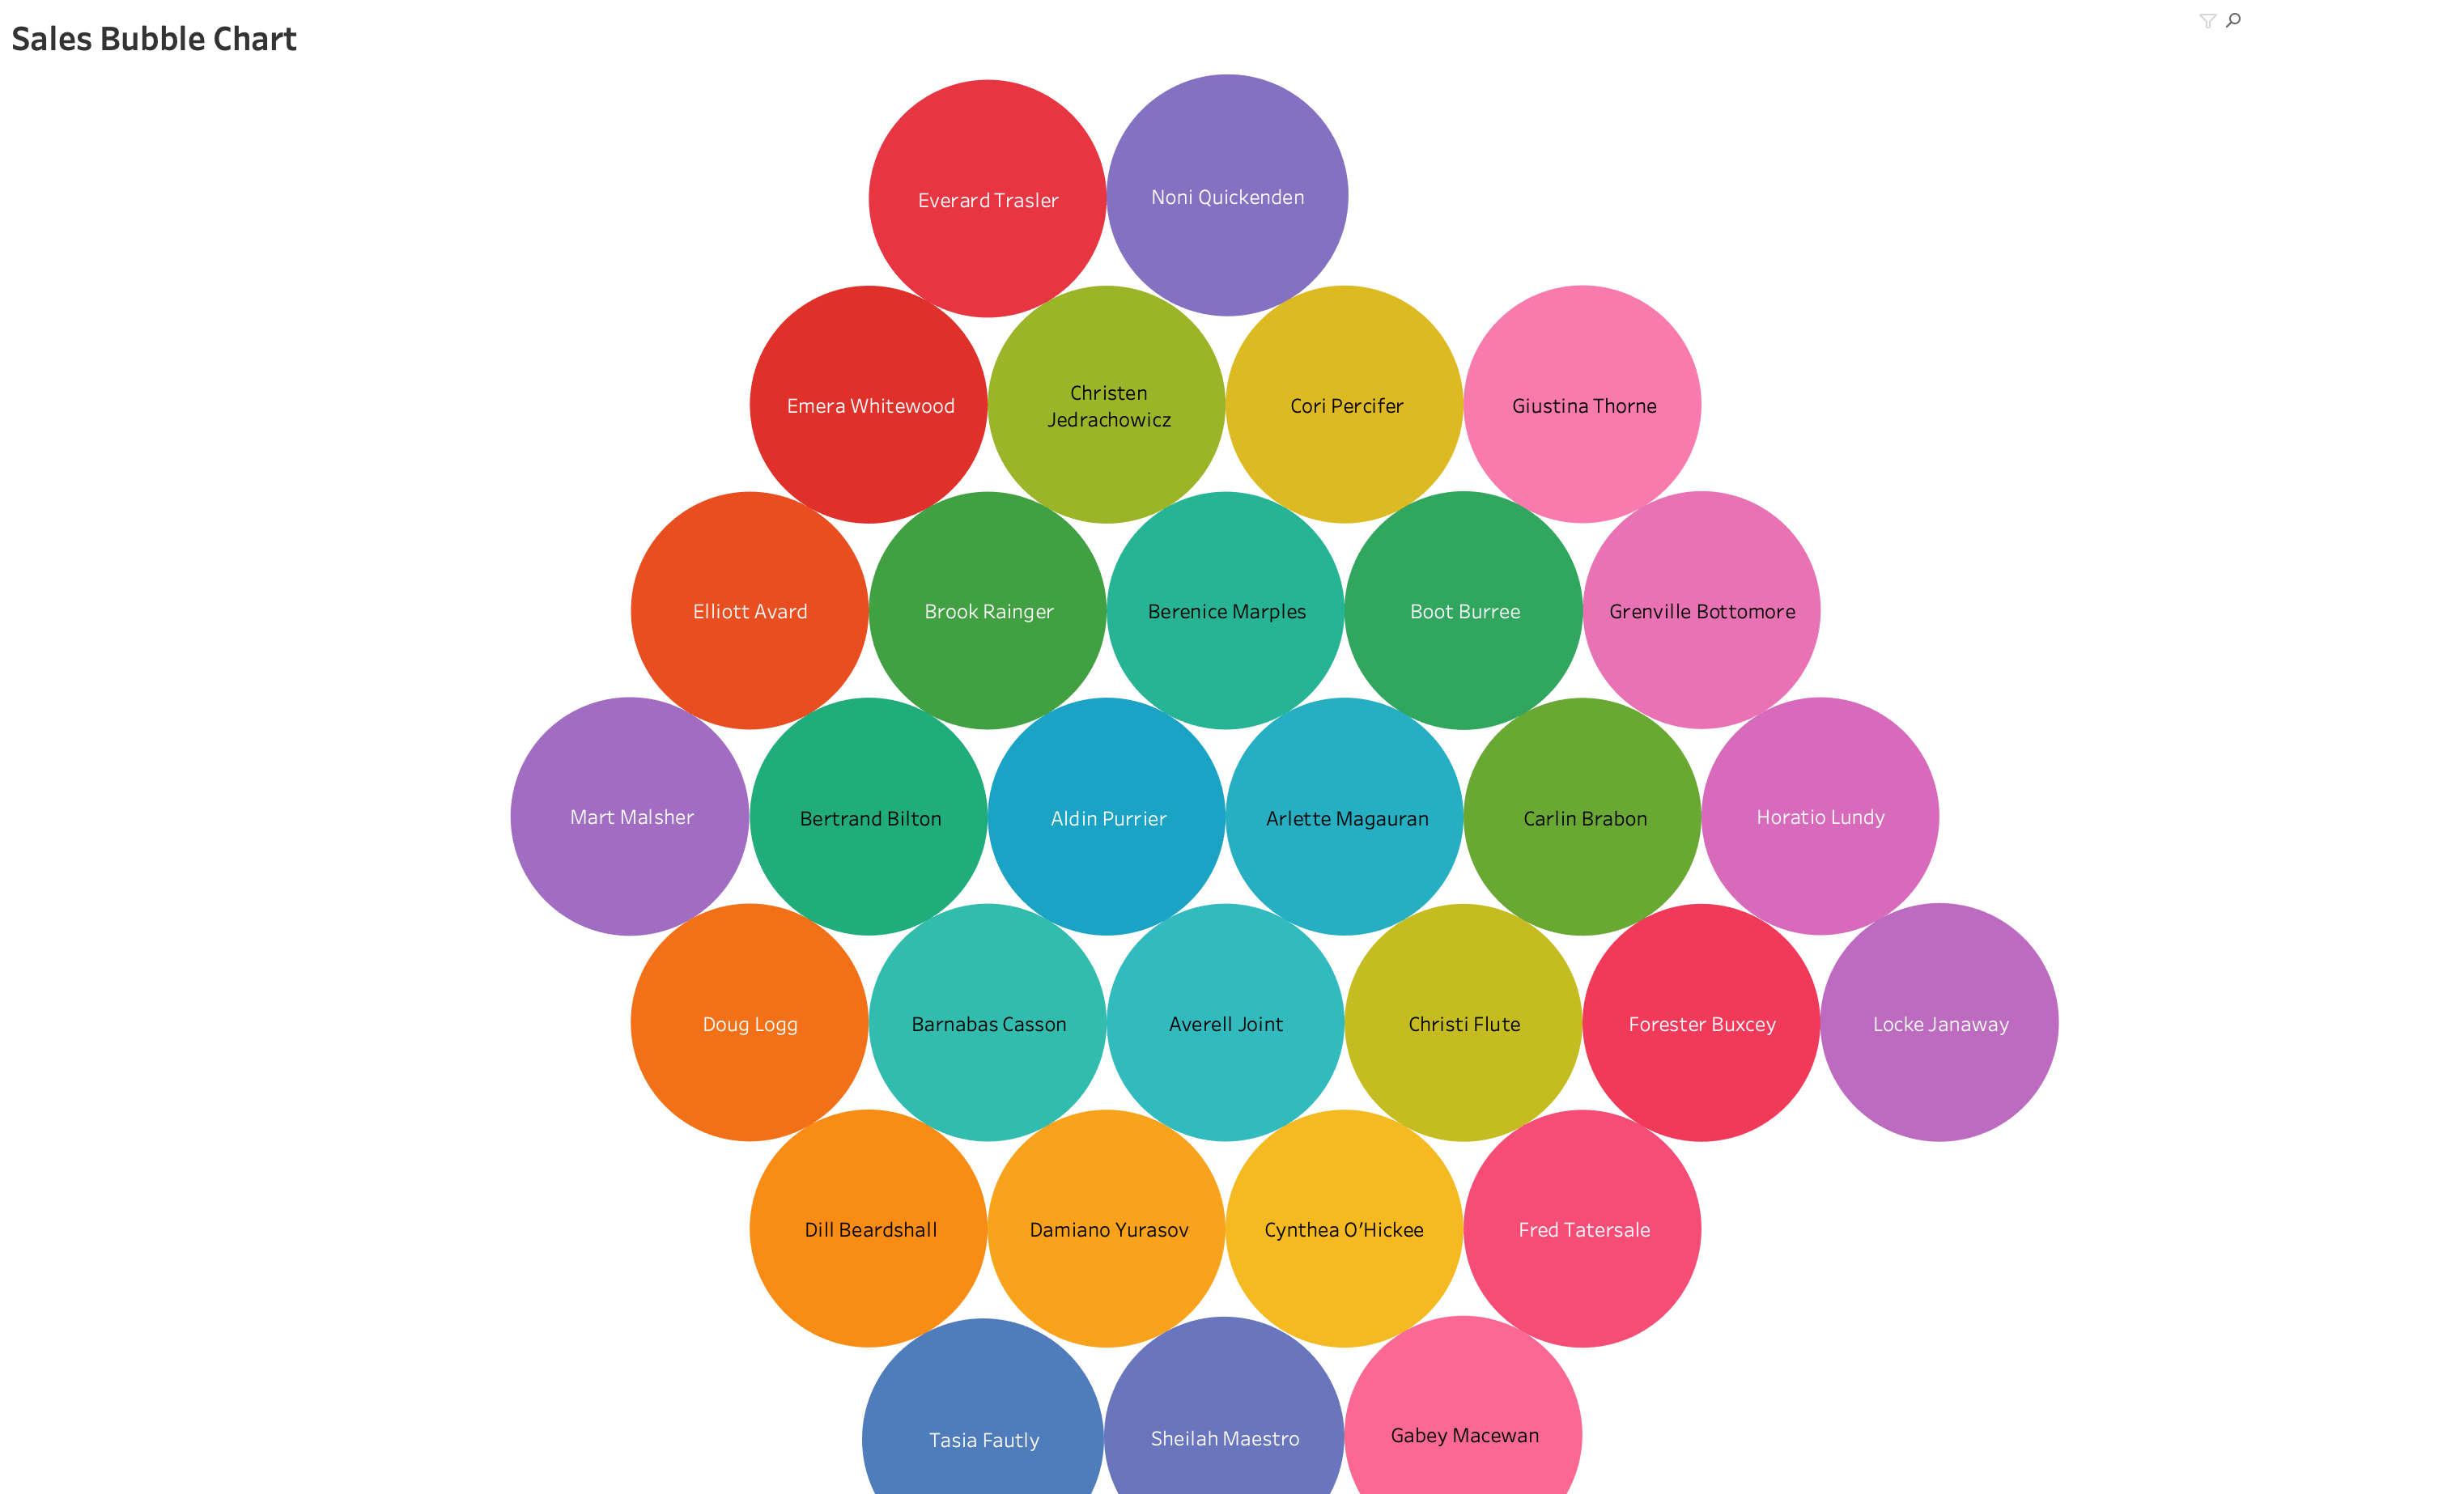 Sales Bubble Chart
Everard Trasler
Noni Quickenden
Emera Whitewood
Christen
Jedrachowicz
Cori Percifer
Giustina Thorne
Elliott Avard
Brook Rainger
Berenice Marples
Boot Burree
Grenville Bottomore
Mart Malsher
Bertrand Bilton
Aldin Purrier
Arlette Magauran
Carlin Brabon
Horatio Lundy
Doug Logg
Barnabas Casson
Averell Joint
Christi Flute
Forester Buxcey
Locke Janaway
Dill Beardshall
Damiano Yurasov
Cynthea O’Hickee
Fred Tatersale
Tasia Fautly
Sheilah Maestro
Gabey Macewan